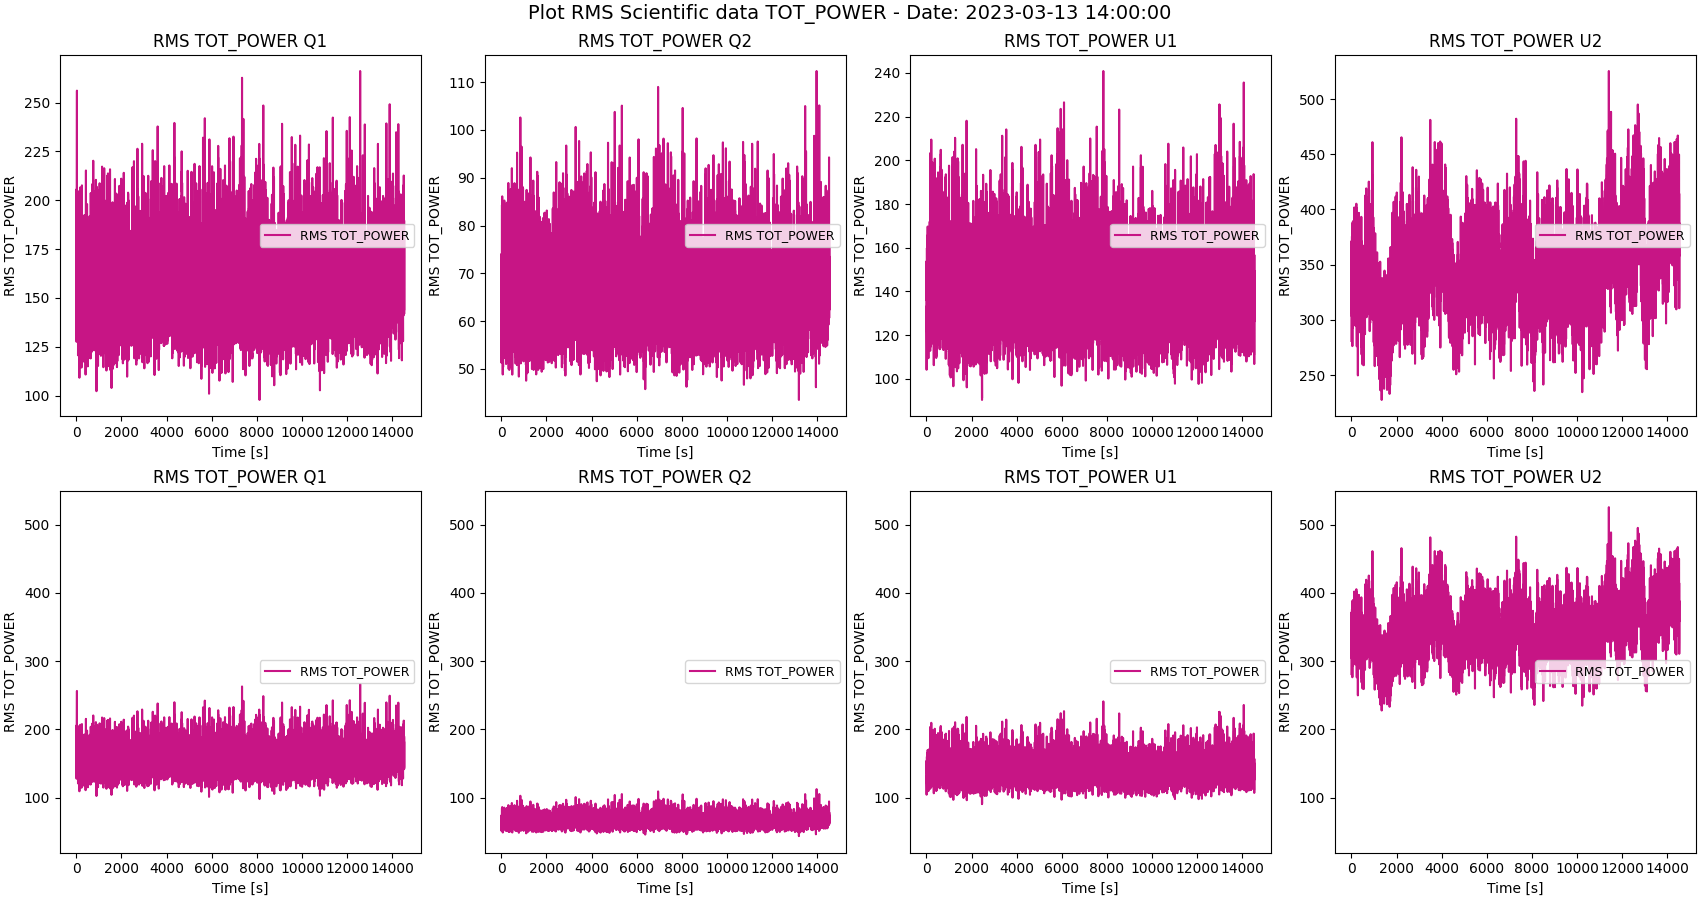 Plot RMS Scientific data TOT_POWER - Date: 2023-03-13 14:00:00
RMS TOT_POWER Q1
RMS TOT_POWER
250
225
200
175
150
125
100
RMS TOT_POWER
0 2000 4000 6000 8000 10000 12000 14000
Time [s]
RMS TOT_POWER Q2
RMS TOT_POWER
110
100
90
80
70
60
50
RMS TOT_POWER
0 2000 4000 6000 8000 10000 12000 14000
Time [s]
RMS TOT_POWER U1
RMS TOT_POWER
240
220
200
180
160
140
120
100
RMS TOT_POWER
0 2000 4000 6000 8000 10000 12000 14000
Time [s]
RMS TOT_POWER U2
RMS TOT_POWER
500
450
400
350
300
250
RMS TOT_POWER
0 2000 4000 6000 8000 10000 12000 14000
Time [s]
RMS TOT_POWER Q1
RMS TOT_POWER
500
400
300
200
100
RMS TOT_POWER
0 2000 4000 6000 8000 10000 12000 14000
Time [s]
RMS TOT_POWER Q2
RMS TOT_POWER
500
400
300
200
100
RMS TOT_POWER
0 2000 4000 6000 8000 10000 12000 14000
Time [s]
RMS TOT_POWER U1
RMS TOT_POWER
500
400
300
200
100
RMS TOT_POWER
0 2000 4000 6000 8000 10000 12000 14000
Time [s]
RMS TOT_POWER U2
RMS TOT_POWER
500
400
300
200
100
RMS TOT_POWER
0 2000 4000 6000 8000 10000 12000 14000
Time [s]